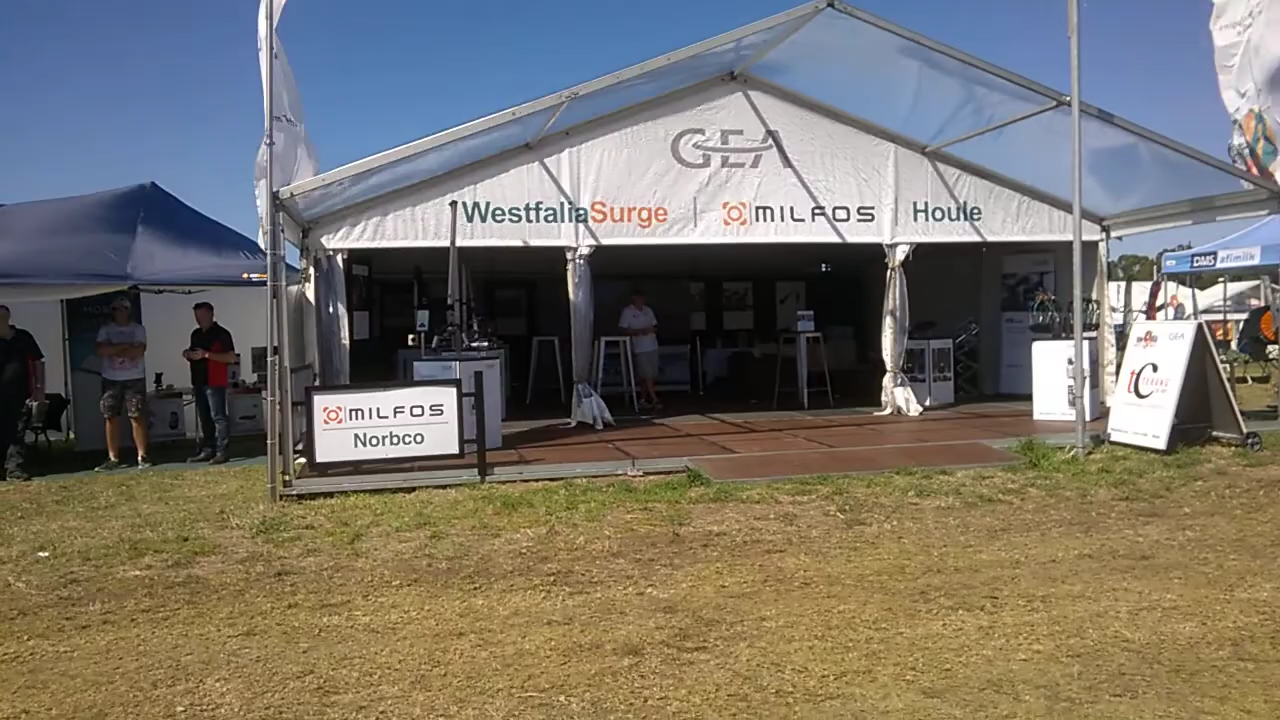 GEA
WestfaliaSurge | MILFOS Houle
MILFOS
Norbco
DMS afimilk
GEA